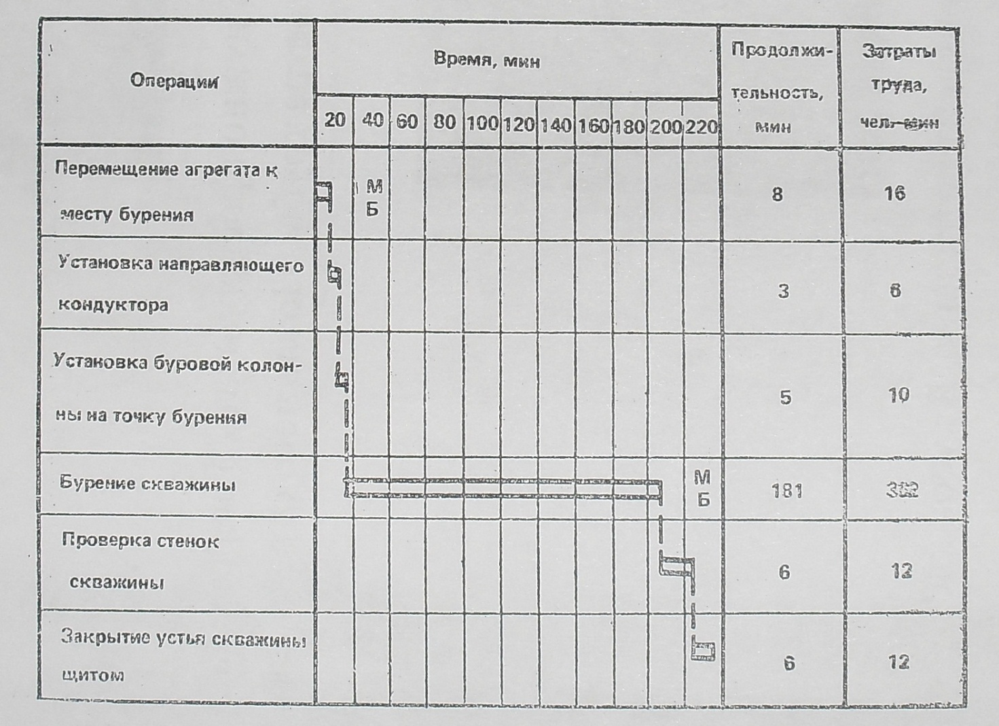 Операции
Время, мин
Продолжи-
тельность,
мин
Затраты
труда,
чел.-мин
20 40 60 80 100 120 140 160 180 200 220
Перемещение агрегата к
месту бурения
М
Б
8
16
Установка направляющего
кондуктора
3
6
Установка буровой колон-
ны на точку бурения
5
10
Бурение скважины
М
Б
181
Проверка стенок
скважины
6
12
Закрытие устья скважины
щитом
6
12